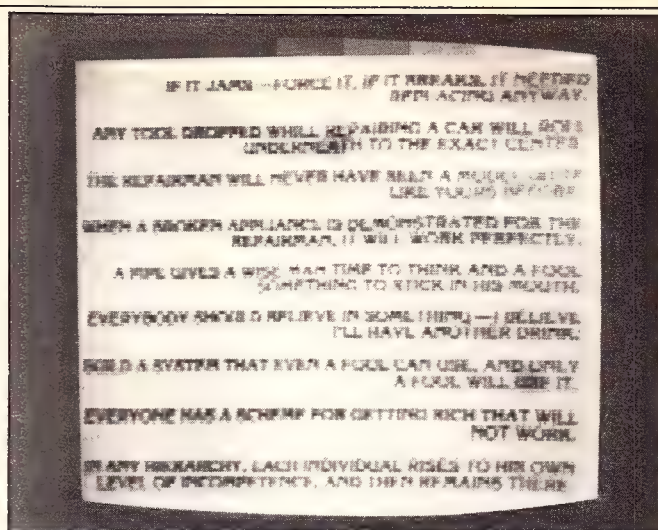 IF IT JAMS — FORCE IT. IF IT BREAKS, IT NEEDED
REPLACING ANYWAY.
ANY TOOL DROPPED WHILE REPAIRING A CAR WILL ROLL
UNDERNEATH TO THE EXACT CENTER
THE REPAIRMAN WILL NEVER HAVE SEEN A MODEL QUITE
LIKE YOURS BEFORE
WHEN A BROKEN APPLIANCE IS DEMONSTRATED FOR THE
REPAIRMAN, IT WILL WORK PERFECTLY.
A PIPE GIVES A WISE MAN TIME TO THINK AND A FOOL
SOMETHING TO STICK IN HIS MOUTH.
EVERYBODY SHOULD BELIEVE IN SOMETHING — I BELIEVE
I'LL HAVE ANOTHER DRINK.
BUILD A SYSTEM THAT EVEN A FOOL CAN USE, AND ONLY
A FOOL WILL USE IT.
EVERYONE HAS A SCHEME FOR GETTING RICH THAT WILL
NOT WORK.
IN ANY HIERARCHY, EACH INDIVIDUAL RISES TO HIS OWN
LEVEL OF INCOMPETENCE, AND THEN REMAINS THERE